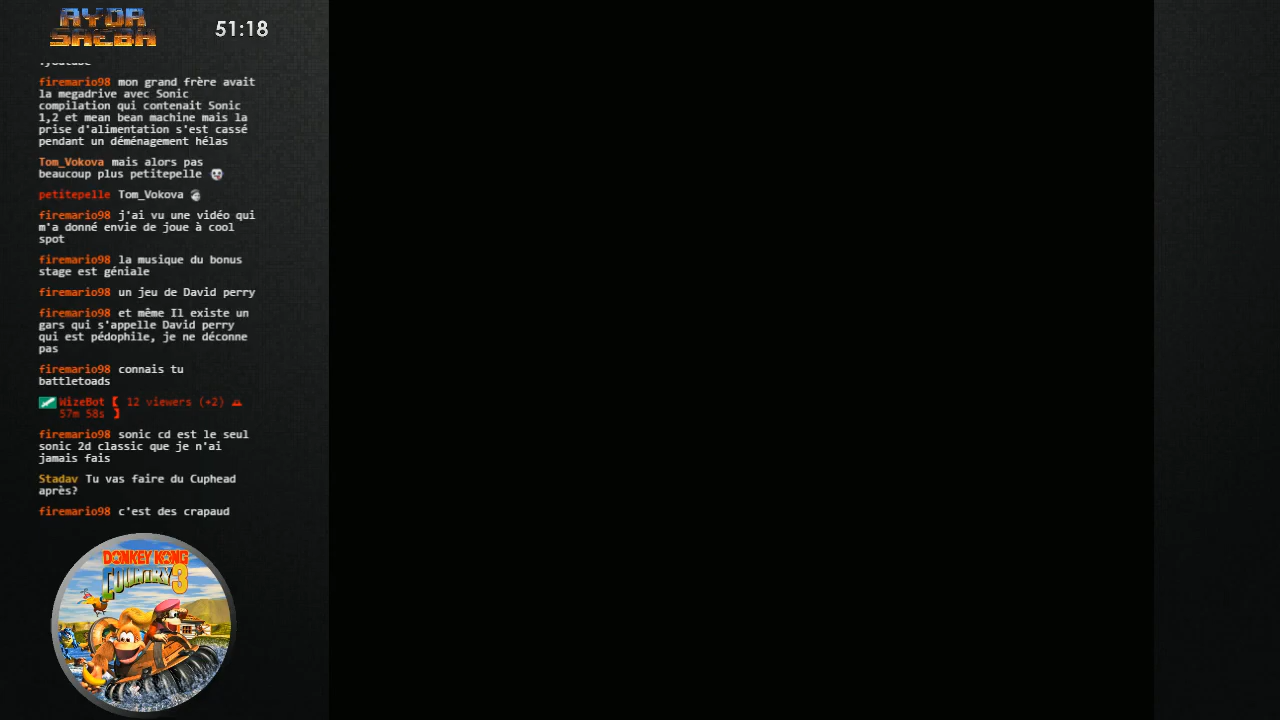 RYDA
SAEBA
51:18
firemario98 mon grand frère avait
la megadrive avec Sonic
compilation qui contenait Sonic
1,2 et mean bean machine mais la
prise d'alimentation s'est cassé
pendant un déménagement hélas
Tom_Vokova mais alors pas
beaucoup plus petitepelle
petitepelle Tom_Vokova
firemario98 j'ai vu une vidéo qui
m'a donné envie de joue à cool
spot
firemario98 la musique du bonus
stage est géniale
firemario98 un jeu de David perry
firemario98 et même Il existe un
gars qui s'appelle David perry
qui est pédophile, je ne déconne
pas
firemario98 connais tu
battletoads
WizeBot 【 12 viewers (+2)
57m 58s 】
firemario98 sonic cd est le seul
sonic 2d classic que je n'ai
jamais fais
Stadav Tu vas faire du Cuphead
après?
firemario98 c'est des crapaud
DONKEY KONG
COUNTRY 3